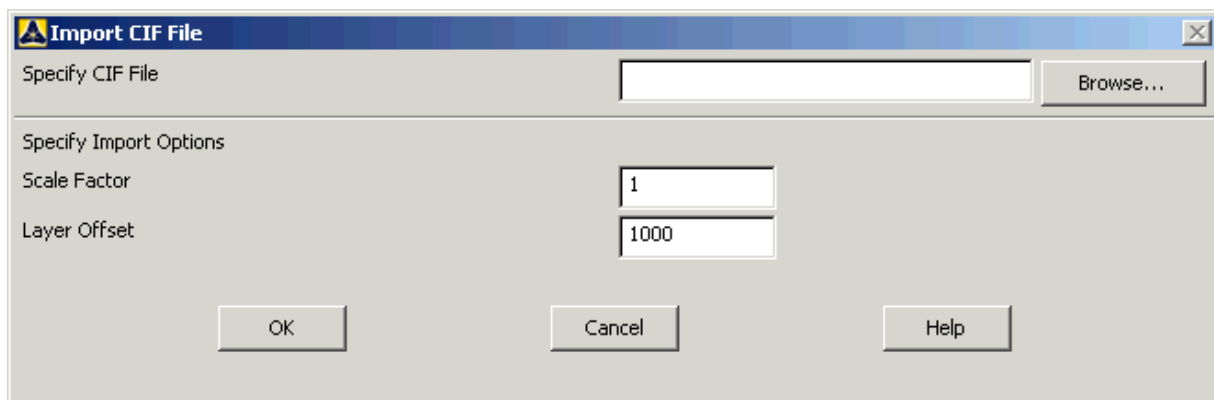 Import CIF File
Specify CIF File
Browse...
Specify Import Options
Scale Factor
1
Layer Offset
1000
OK
Cancel
Help